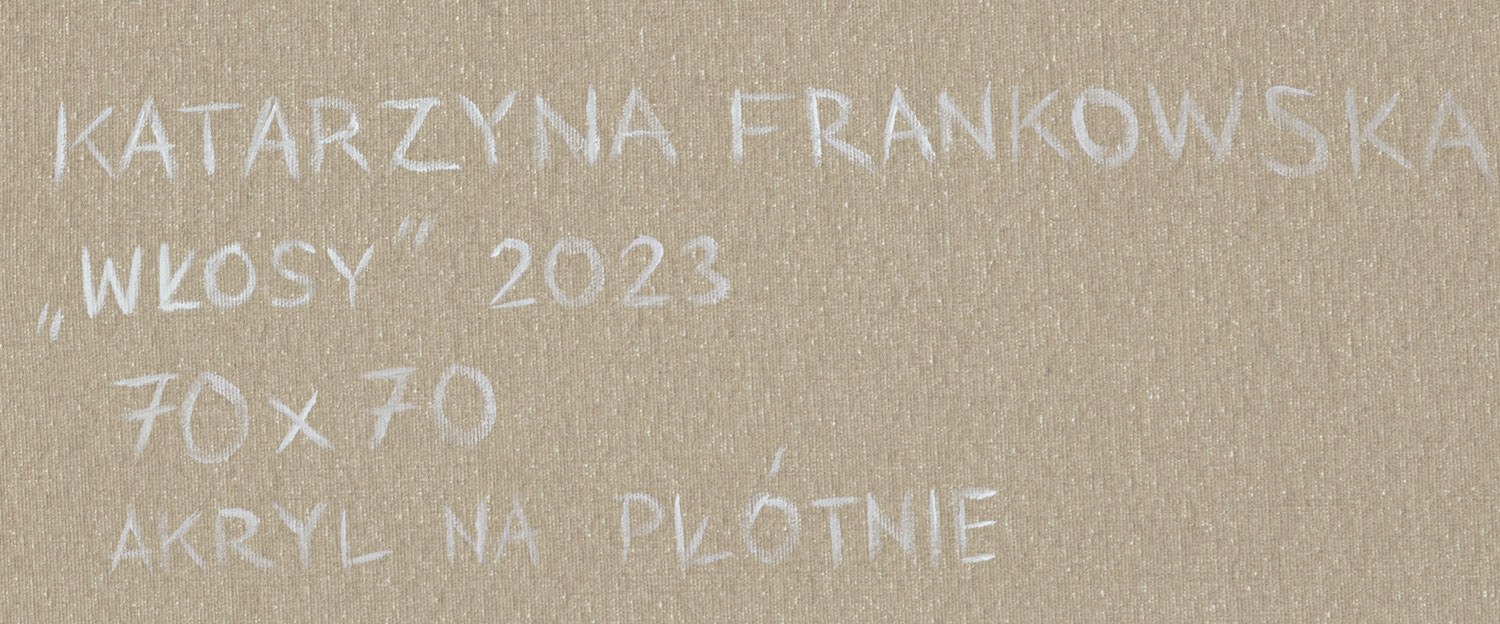 KATARZYNA FRANKOWSKA
„WŁOSY” 2023
70 x 70
AKRYL NA PŁÓTNIE